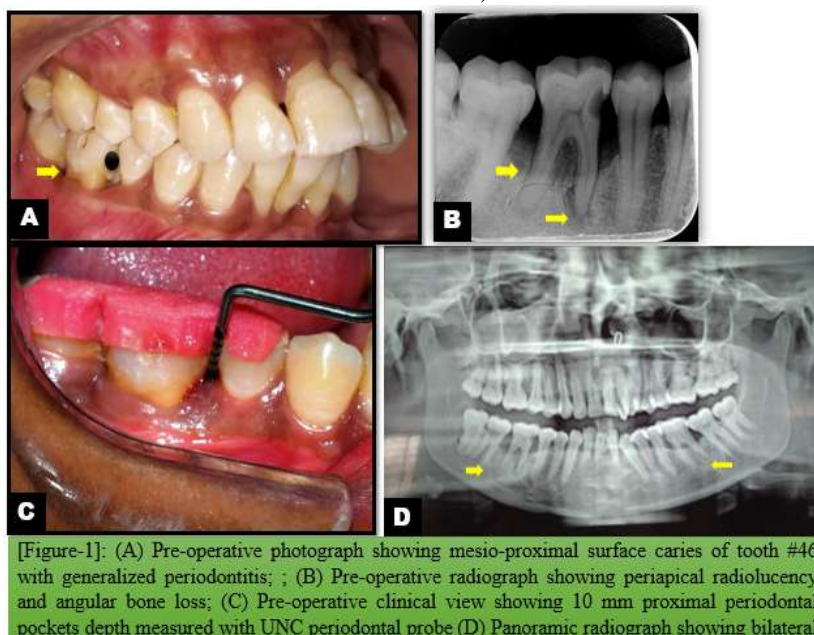 A
B
C
D
[Figure-1]: (A) Pre-operative photograph showing mesio-proximal surface caries of tooth #46
with generalized periodontitis; ; (B) Pre-operative radiograph showing periapical radiolucency
and angular bone loss; (C) Pre-operative clinical view showing 10 mm proximal periodontal
pockets depth measured with UNC periodontal probe (D) Panoramic radiograph showing bilateral